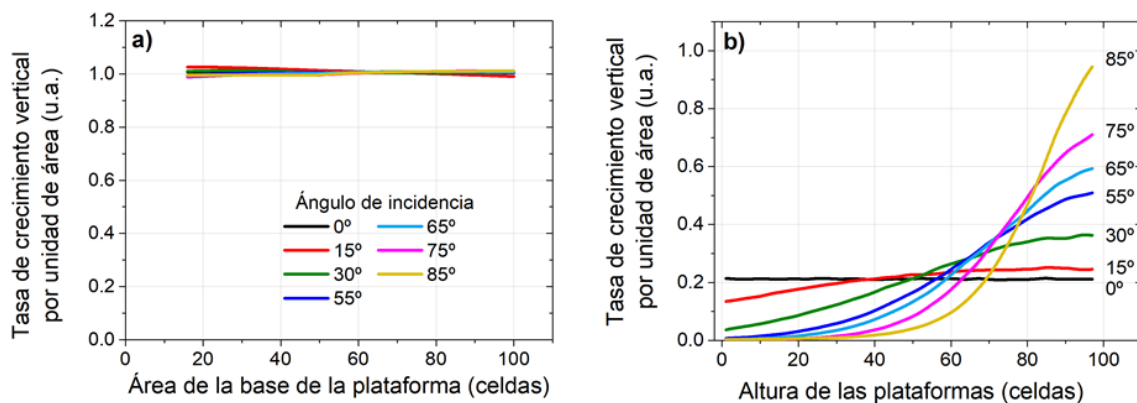 a)
Tasa de crecimiento vertical
por unidad de área (u.a.)
1.2
1.0
0.8
0.6
0.4
0.2
0.0
0 20 40 60 80 100
Área de la base de la plataforma (celdas)
Ángulo de incidencia
0º 65º
15º 75º
30º 85º
55º
b)
Tasa de crecimiento vertical
por unidad de área (u.a.)
1.0
0.8
0.6
0.4
0.2
0.0
0 20 40 60 80 100
Altura de las plataformas (celdas)
85º
75º
65º
55º
30º
15º
0º